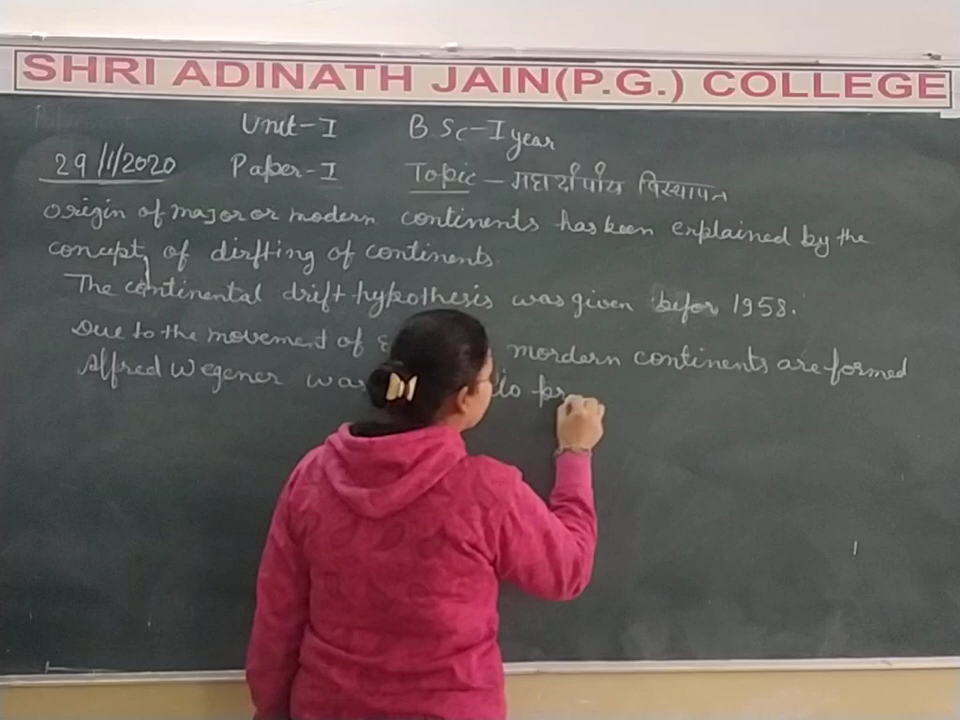 SHRI ADINATH JAIN(P.G.) COLLEGE
Unit-I B.Sc-I year
29/1/2020 Paper-I Topic - महाद्वीपीय विस्थापन
origin of major or modern continents has been explained by the
concept, of dirfting of continents.
The continental drift hypothesis was given befor 1958.
Due to the movement of mordern continents are formed
Alfred Wegener was